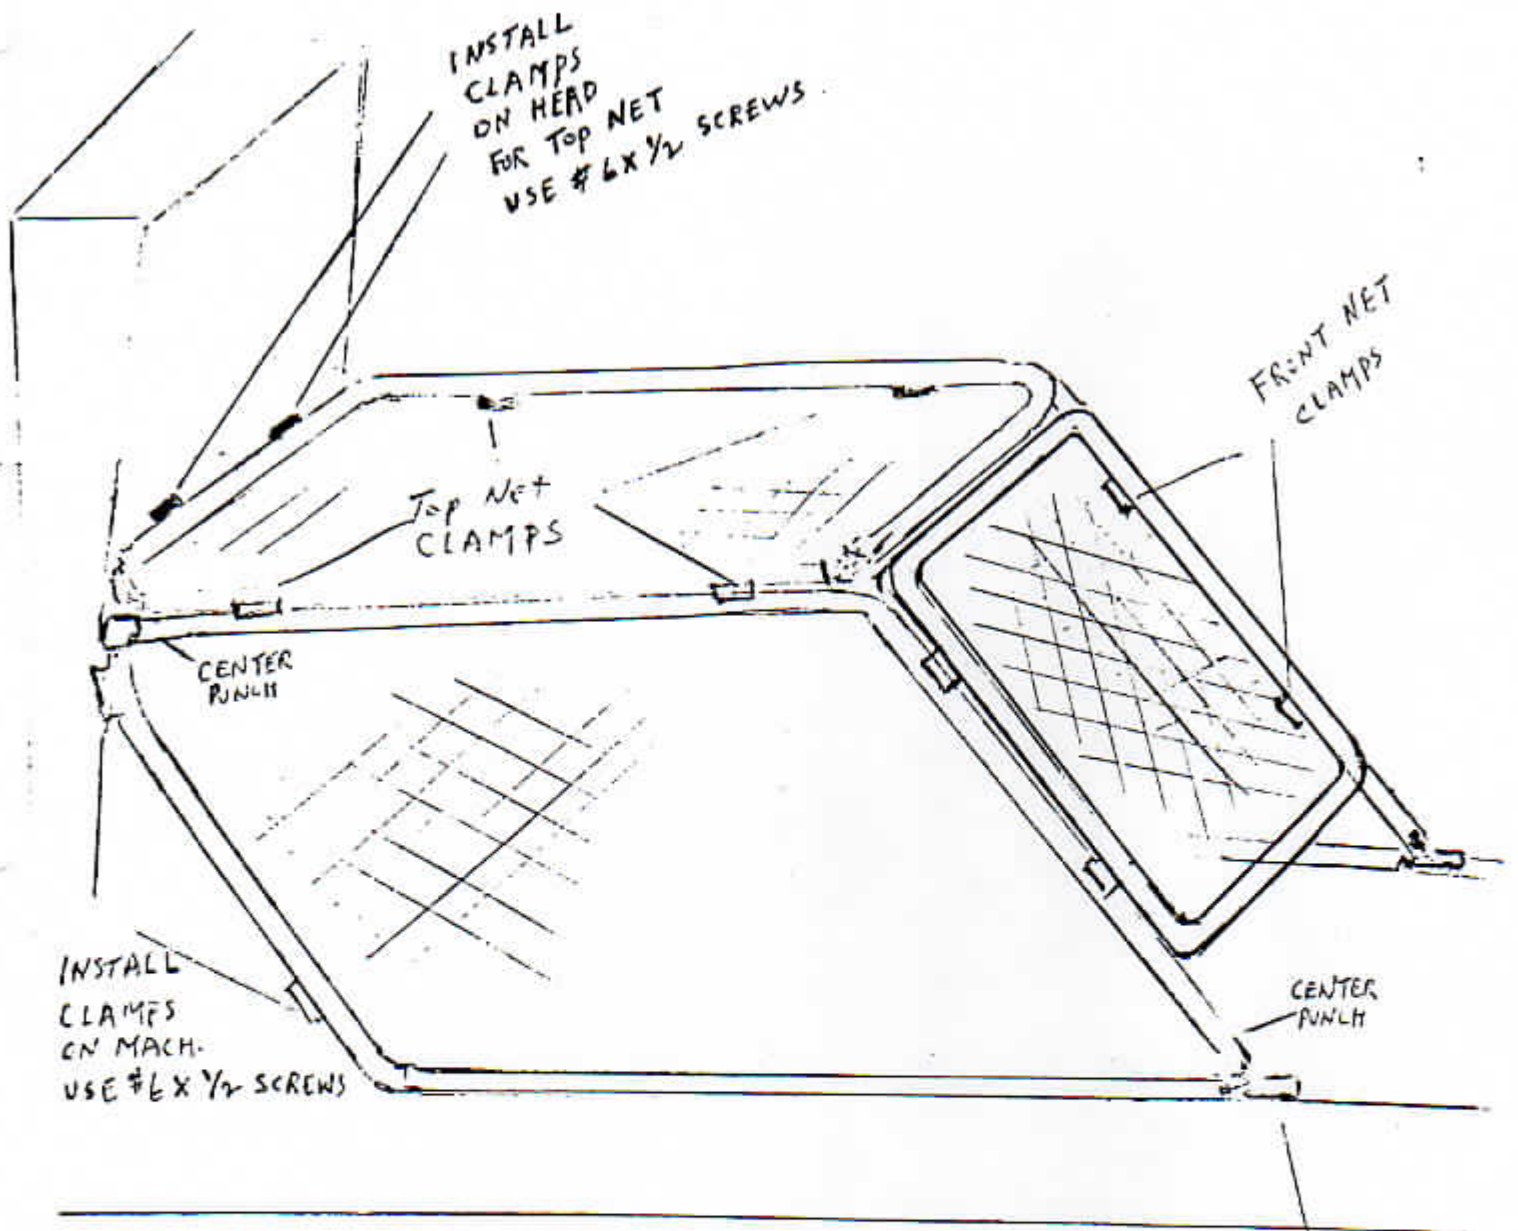 INSTALL
CLAMPS
ON HEAD
FOR TOP NET
USE #6 X 1/2 SCREWS
FRONT NET
CLAMPS
TOP NET
CLAMPS
CENTER
PUNCH
INSTALL
CLAMPS
ON MACH.
USE #6 X 1/2 SCREWS
CENTER
PUNCH